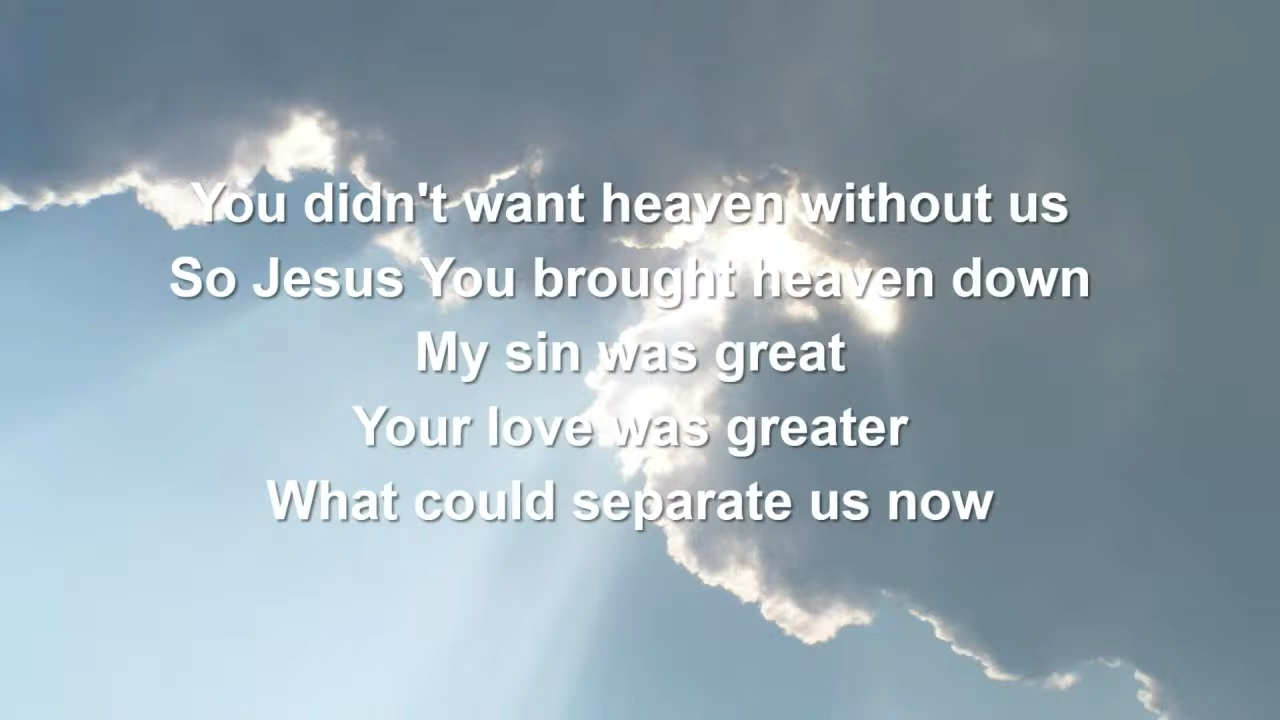 You didn't want heaven without us
So Jesus You brought heaven down
My sin was great
Your love was greater
What could separate us now